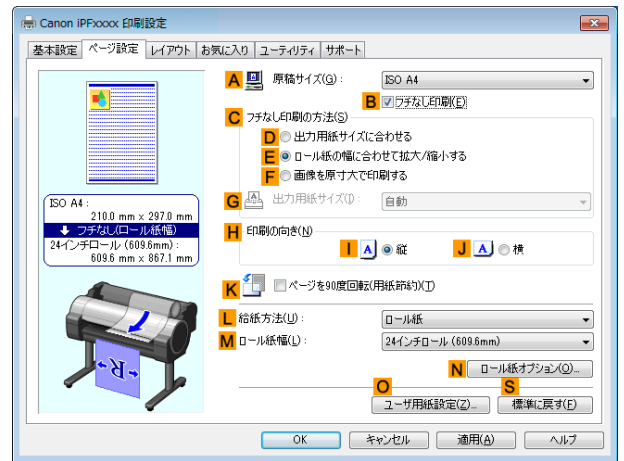 Canon iPFxxxx 印刷設定
基本設定 ページ設定 レイアウト お気に入り ユーティリティ サポート
A 原稿サイズ(G): ISO A4
B フチなし印刷(E)
C フチなし印刷の方法(S)
D 出力用紙サイズに合わせる
E ロール紙の幅に合わせて拡大/縮小する
F 画像を原寸大で印刷する
G 出力用紙サイズ(I): 自動
ISO A4 :
210.0 mm x 297.0 mm
フチなし(ロール紙幅)
24インチロール (609.6mm) :
609.6 mm x 867.1 mm
H 印刷の向き(N)
I A 縦 J A 横
K ページを90度回転(用紙節約)(T)
L 給紙方法(U): ロール紙
M ロール紙幅(L): 24インチロール (609.6mm)
N ロール紙オプション(O)...
O S
ユーザ用紙設定(Z)... 標準に戻す(F)
R
OK キャンセル 適用(A) ヘルプ